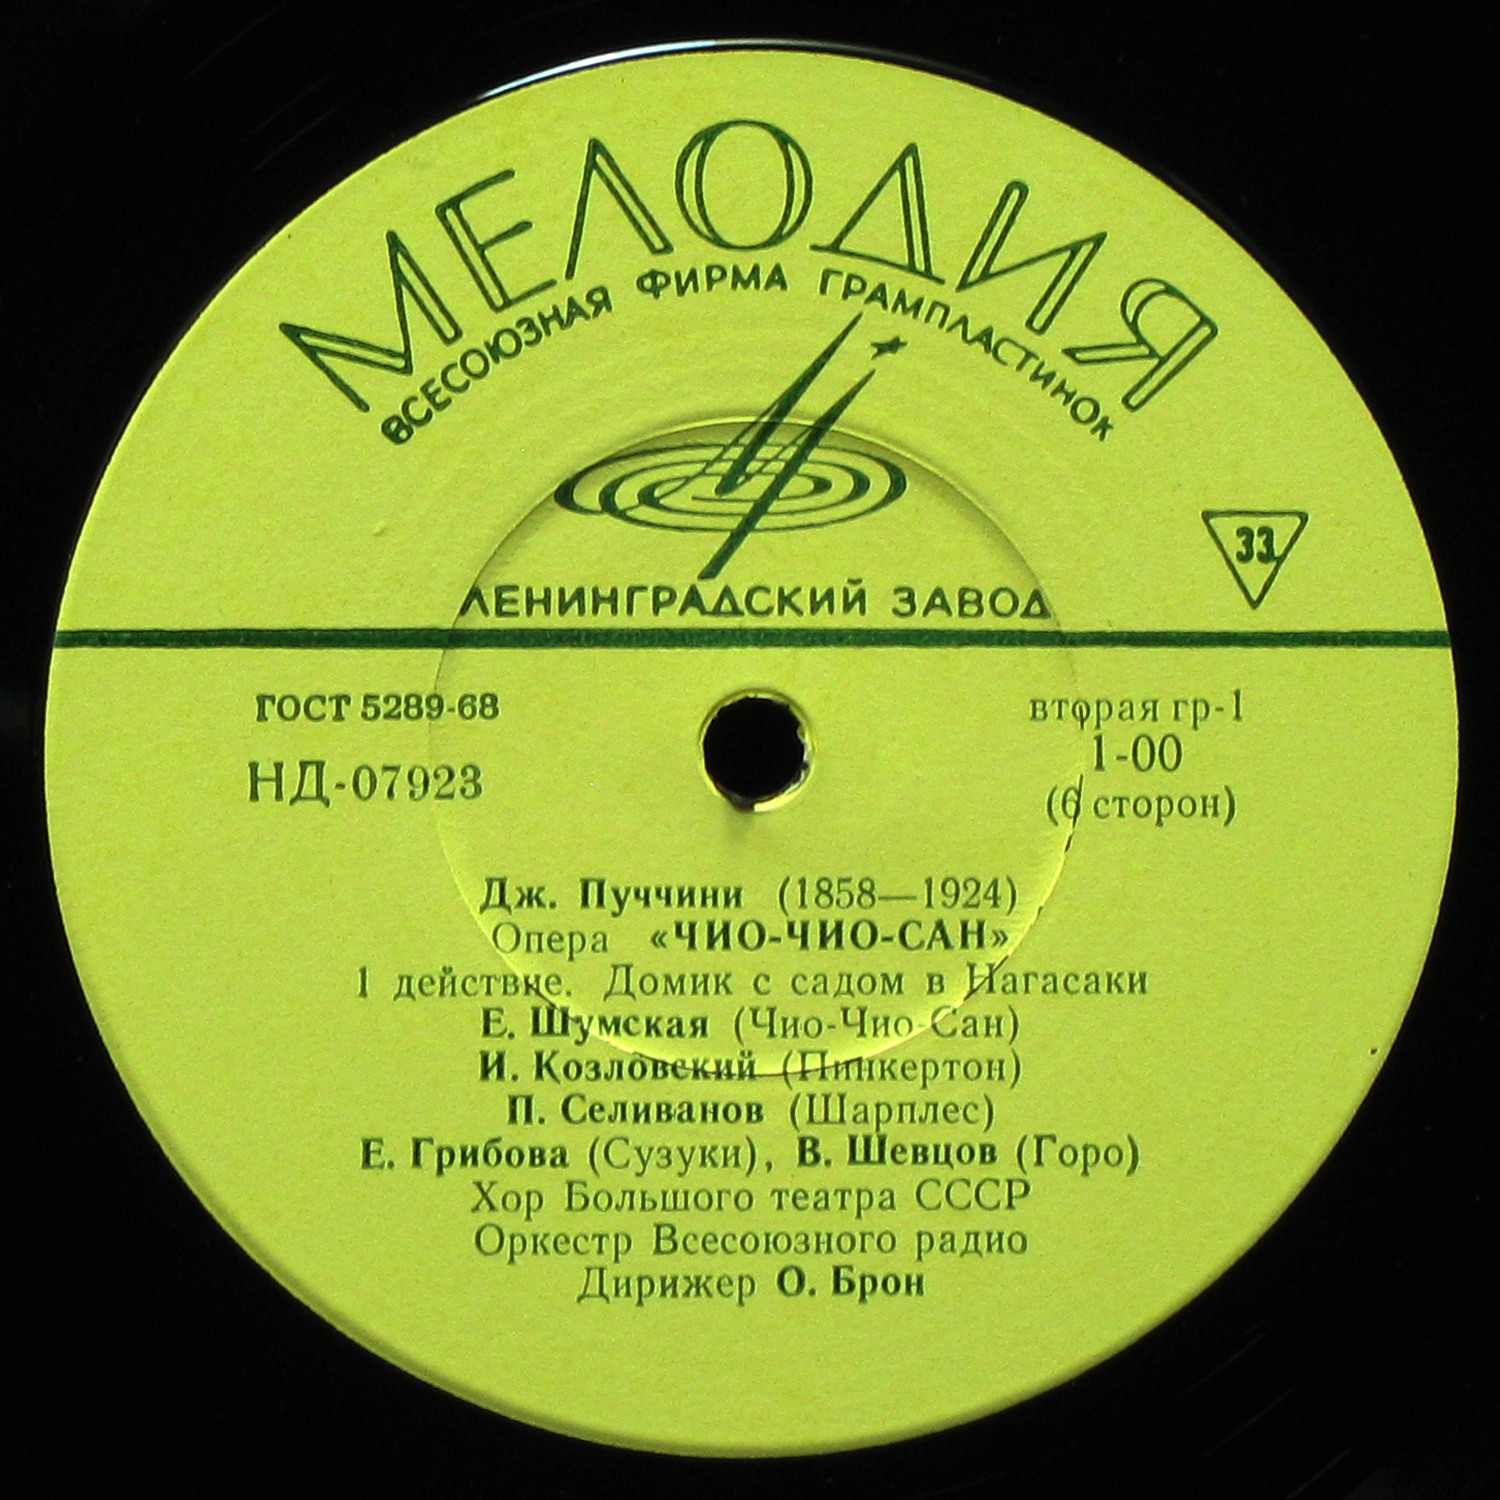 МЕЛОДИЯ
ВСЕСОЮЗНАЯ ФИРМА ГРАМПЛАСТИНОК
33
ЛЕНИНГРАДСКИЙ ЗАВОД
ГОСТ 5289-68
НД-07923
вторая гр-1
1-00
(6 сторон)
Дж. Пуччини (1858—1924)
Опера «ЧИО-ЧИО-САН»
1 действие. Домик с садом в Нагасаки
Е. Шумская (Чио-Чио-Сан)
И. Козловский (Пинкертон)
П. Селиванов (Шарплес)
Е. Грибова (Сузуки), В. Шевцов (Горо)
Хор Большого театра СССР
Оркестр Всесоюзного радио
Дирижер О. Брон